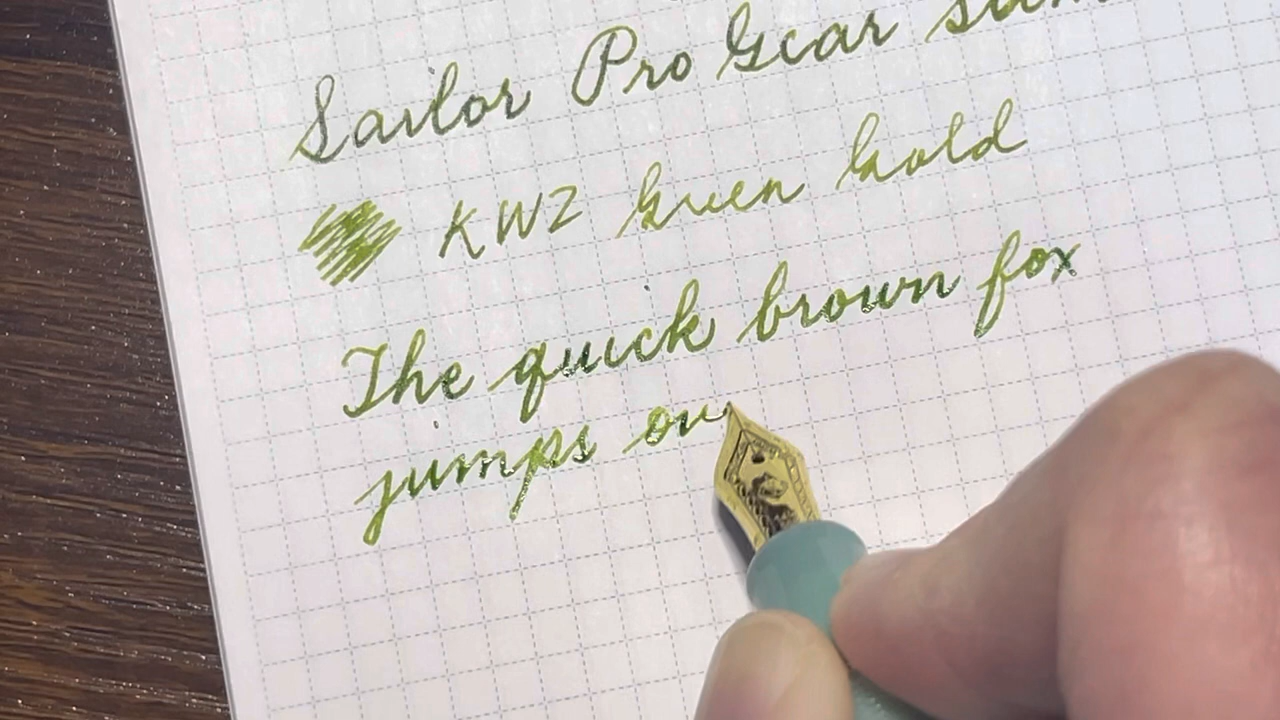 Sailor Pro Gear
KWZ Green Gold
The quick brown fox
jumps ov